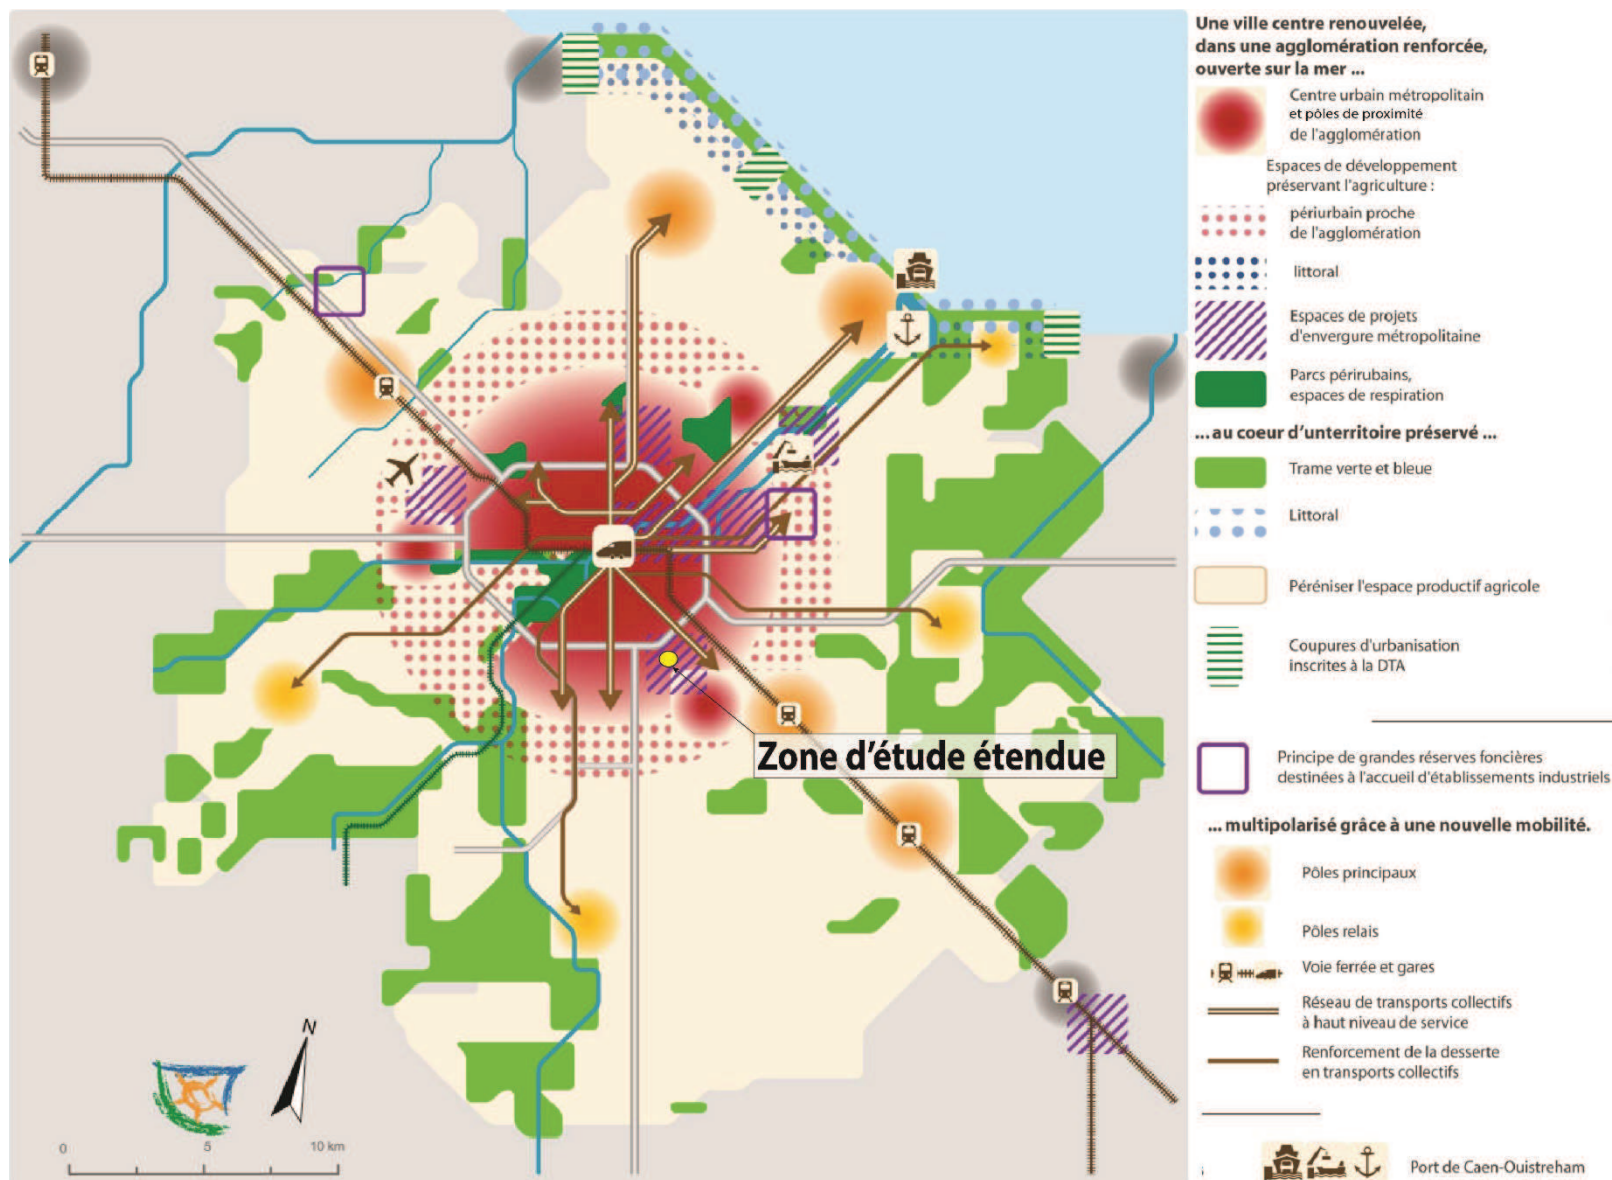 Une ville centre renouvelée,
dans une agglomération renforcée,
ouverte sur la mer ...
Centre urbain métropolitain
et pôles de proximité
de l'agglomération
Espaces de développement
préservant l'agriculture :
périurbain proche
de l'agglomération
littoral
Espaces de projets
d'envergure métropolitaine
Parcs périrubains,
espaces de respiration
... au coeur d'unterritoire préservé ...
Trame verte et bleue
Littoral
Péréniser l'espace productif agricole
Coupures d'urbanisation
inscrites à la DTA
Principe de grandes réserves foncières
destinées à l'accueil d'établissements industriels
... multipolarisé grâce à une nouvelle mobilité.
Pôles principaux
Pôles relais
Voie ferrée et gares
Réseau de transports collectifs
à haut niveau de service
Renforcement de la desserte
en transports collectifs
Port de Caen-Ouistreham
Zone d'étude étendue
N
0 5 10 km